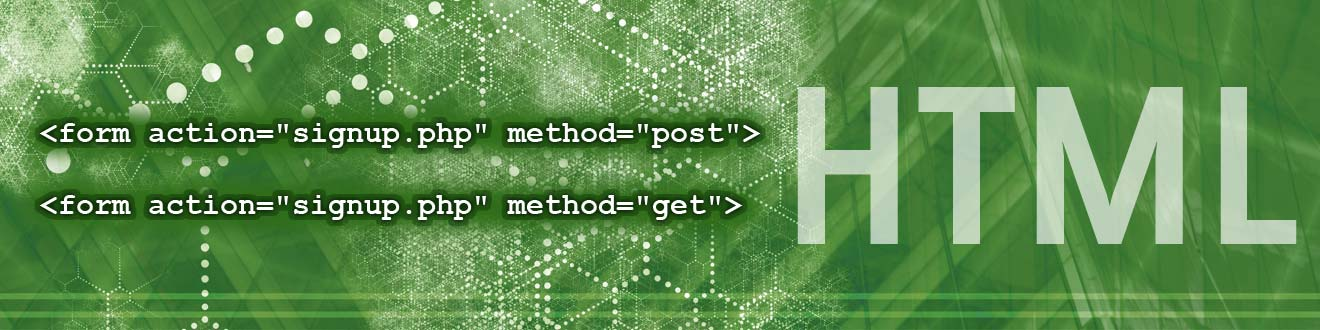 <form action="signup.php" method="post">
<form action="signup.php" method="get">
HTML